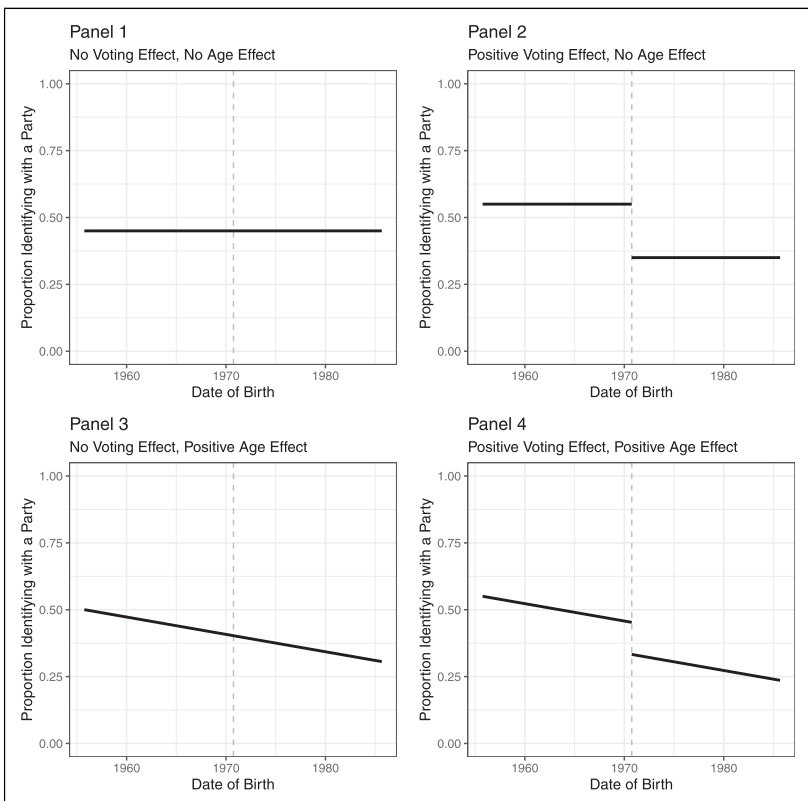 Panel 1
No Voting Effect, No Age Effect
Proportion Identifying with a Party
1.00
0.75
0.50
0.25
0.00
1960 1970 1980
Date of Birth
Panel 2
Positive Voting Effect, No Age Effect
Proportion Identifying with a Party
1.00
0.75
0.50
0.25
0.00
1960 1970 1980
Date of Birth
Panel 3
No Voting Effect, Positive Age Effect
Proportion Identifying with a Party
1.00
0.75
0.50
0.25
0.00
1960 1970 1980
Date of Birth
Panel 4
Positive Voting Effect, Positive Age Effect
Proportion Identifying with a Party
1.00
0.75
0.50
0.25
0.00
1960 1970 1980
Date of Birth